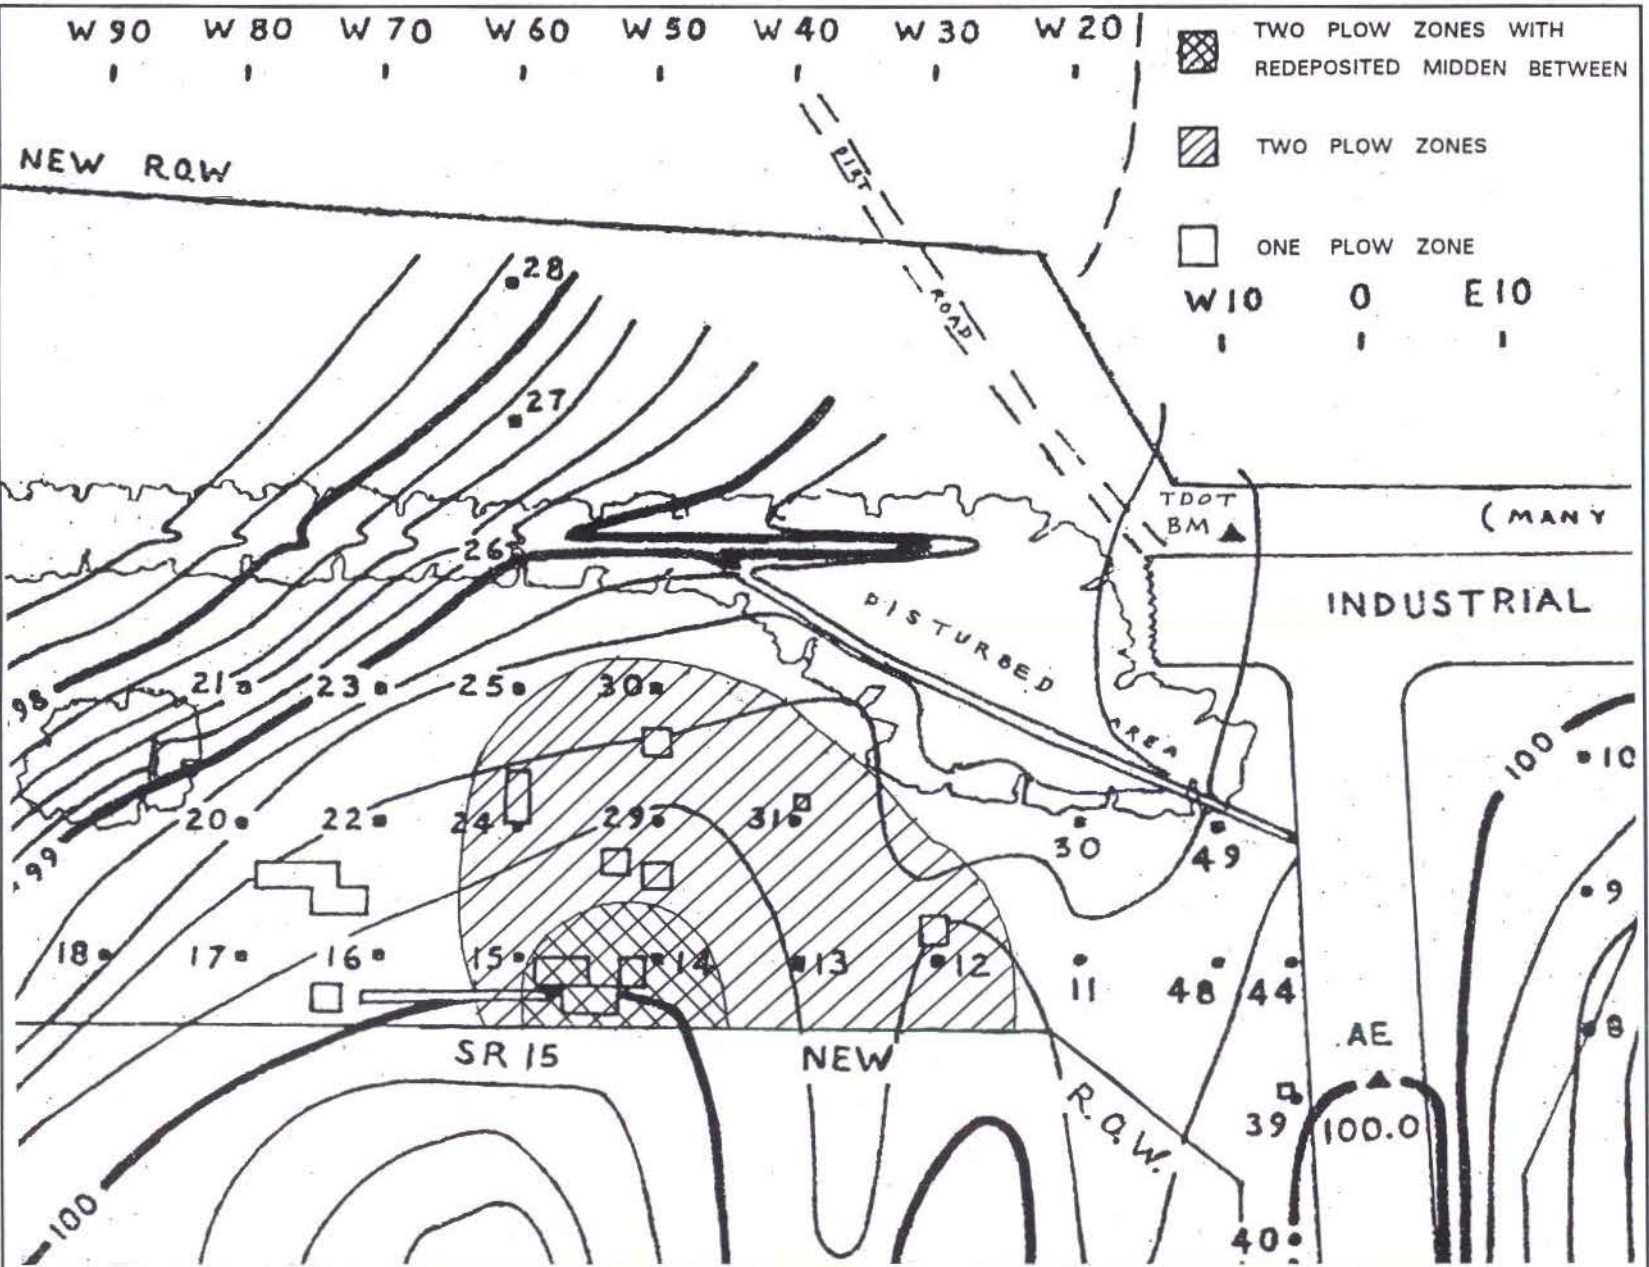 W 90 W 80 W 70 W 60 W 50 W 40 W 30 W 20
TWO PLOW ZONES WITH
REDEPOSITED MIDDEN BETWEEN
TWO PLOW ZONES
ONE PLOW ZONE
W 10 0 E 10
NEW R.O.W
DIRT
ROAD
28
27
TDOT
BM
(MANY
26
INDUSTRIAL
DISTURBED
AREA
98
21 23 25 30
100
10
99
20 22 24 29 31 30 49
9
18 17 16 15 14 13 12 11 48 44
8
SR 15 NEW
R.O.W.
AE
39 100.0
100
40